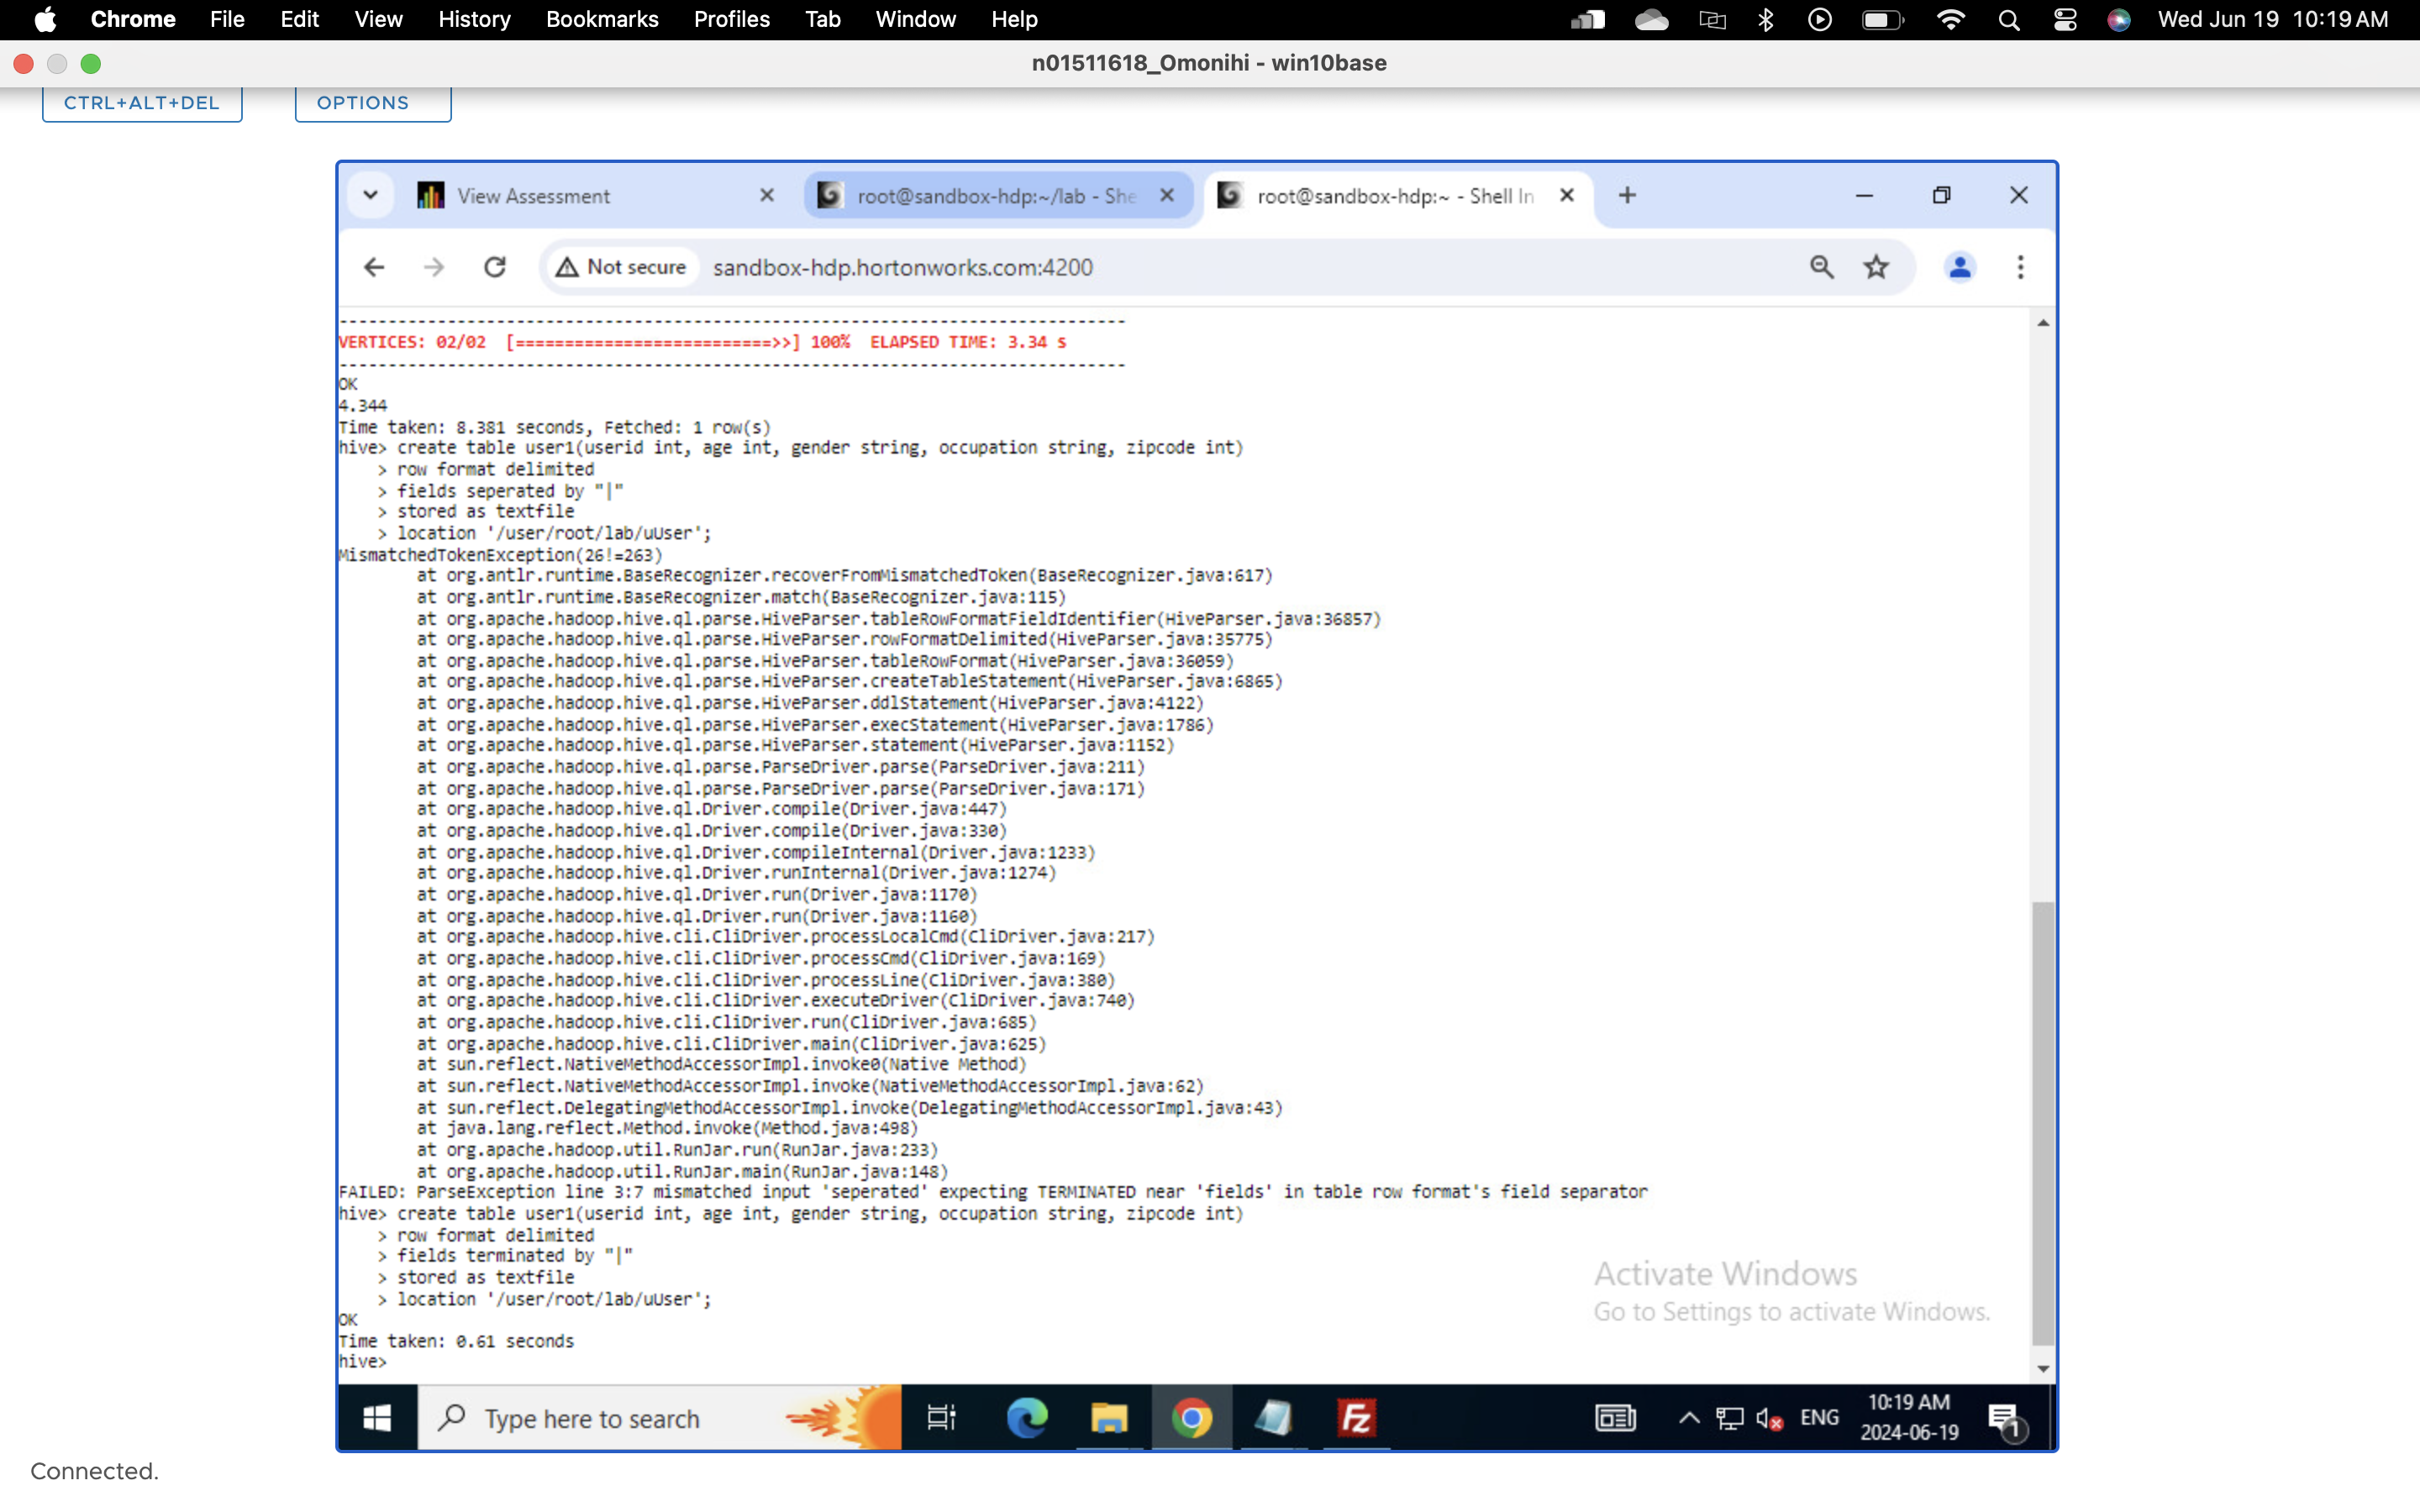 Chrome File Edit View History Bookmarks Profiles Tab Window Help Wed Jun 19 10:19 AM
n01511618_Omonihi - win10base
CTRL+ALT+DEL OPTIONS
View Assessment root@sandbox-hdp:~/lab - She root@sandbox-hdp:~ - Shell In
Not secure sandbox-hdp.hortonworks.com:4200
--------------------------------------------------------------------------------
VERTICES: 02/02 [==========================>>] 100% ELAPSED TIME: 3.34 s
--------------------------------------------------------------------------------
OK
4.344
Time taken: 8.381 seconds, Fetched: 1 row(s)
hive> create table user1(userid int, age int, gender string, occupation string, zipcode int)
> row format delimited
> fields seperated by "|"
> stored as textfile
> location '/user/root/lab/uUser';
MismatchedTokenException(26!=263)
at org.antlr.runtime.BaseRecognizer.recoverFromMismatchedToken(BaseRecognizer.java:617)
at org.antlr.runtime.BaseRecognizer.match(BaseRecognizer.java:115)
at org.apache.hadoop.hive.ql.parse.HiveParser.tableRowFormatFieldIdentifier(HiveParser.java:36857)
at org.apache.hadoop.hive.ql.parse.HiveParser.rowFormatDelimited(HiveParser.java:35775)
at org.apache.hadoop.hive.ql.parse.HiveParser.tableRowFormat(HiveParser.java:36059)
at org.apache.hadoop.hive.ql.parse.HiveParser.createTableStatement(HiveParser.java:6865)
at org.apache.hadoop.hive.ql.parse.HiveParser.ddlStatement(HiveParser.java:4122)
at org.apache.hadoop.hive.ql.parse.HiveParser.execStatement(HiveParser.java:1786)
at org.apache.hadoop.hive.ql.parse.HiveParser.statement(HiveParser.java:1152)
at org.apache.hadoop.hive.ql.parse.ParseDriver.parse(ParseDriver.java:211)
at org.apache.hadoop.hive.ql.parse.ParseDriver.parse(ParseDriver.java:171)
at org.apache.hadoop.hive.ql.Driver.compile(Driver.java:447)
at org.apache.hadoop.hive.ql.Driver.compile(Driver.java:330)
at org.apache.hadoop.hive.ql.Driver.compileInternal(Driver.java:1233)
at org.apache.hadoop.hive.ql.Driver.runInternal(Driver.java:1274)
at org.apache.hadoop.hive.ql.Driver.run(Driver.java:1170)
at org.apache.hadoop.hive.ql.Driver.run(Driver.java:1160)
at org.apache.hadoop.hive.cli.CliDriver.processLocalCmd(CliDriver.java:217)
at org.apache.hadoop.hive.cli.CliDriver.processCmd(CliDriver.java:169)
at org.apache.hadoop.hive.cli.CliDriver.processLine(CliDriver.java:380)
at org.apache.hadoop.hive.cli.CliDriver.executeDriver(CliDriver.java:740)
at org.apache.hadoop.hive.cli.CliDriver.run(CliDriver.java:685)
at org.apache.hadoop.hive.cli.CliDriver.main(CliDriver.java:625)
at sun.reflect.NativeMethodAccessorImpl.invoke0(Native Method)
at sun.reflect.NativeMethodAccessorImpl.invoke(NativeMethodAccessorImpl.java:62)
at sun.reflect.DelegatingMethodAccessorImpl.invoke(DelegatingMethodAccessorImpl.java:43)
at java.lang.reflect.Method.invoke(Method.java:498)
at org.apache.hadoop.util.RunJar.run(RunJar.java:233)
at org.apache.hadoop.util.RunJar.main(RunJar.java:148)
FAILED: ParseException line 3:7 mismatched input 'seperated' expecting TERMINATED near 'fields' in table row format's field separator
hive> create table user1(userid int, age int, gender string, occupation string, zipcode int)
> row format delimited
> fields terminated by "|"
> stored as textfile
> location '/user/root/lab/uUser';
OK
Time taken: 0.61 seconds
hive>
Activate Windows
Go to Settings to activate Windows.
Type here to search Fz ENG 10:19 AM
2024-06-19 1
Connected.